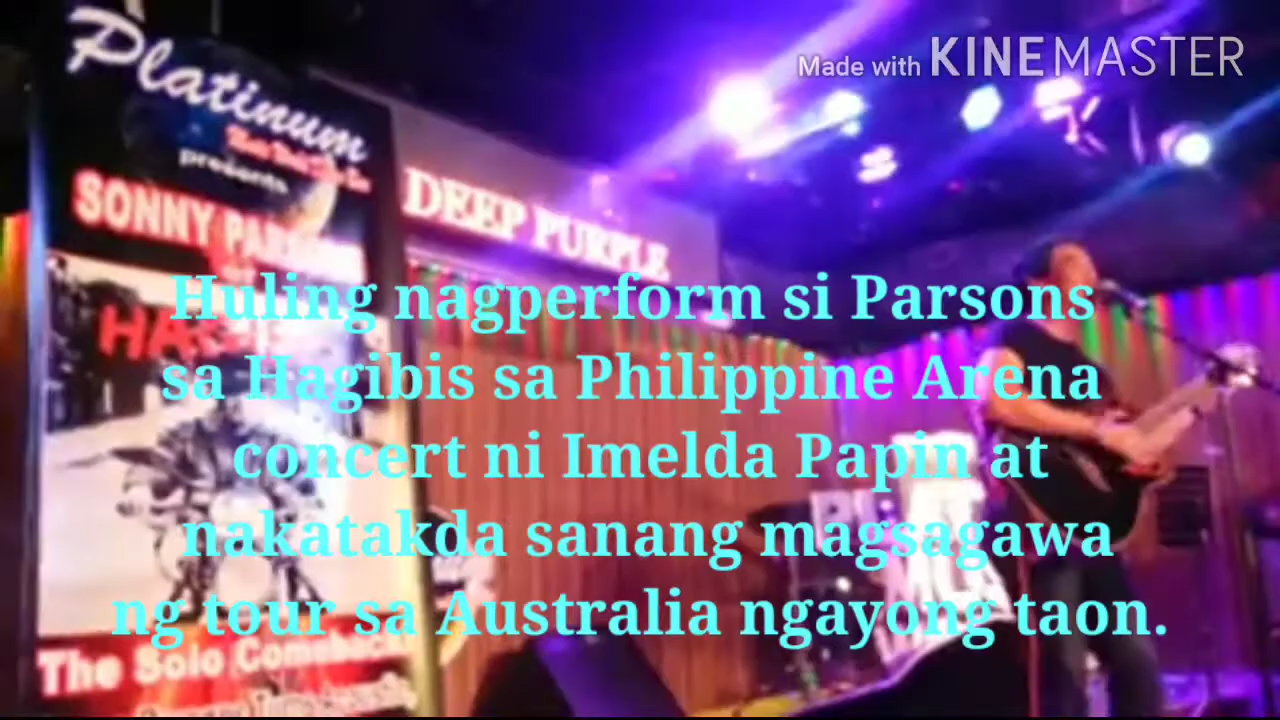 Made with KINEMASTER
Platinum
presents
SONNY PARSONS
DEEP PURPLE
Huling nagperform si Parsons
sa Hagibis sa Philippine Arena
concert ni Imelda Papin at
nakatakda sanang magsagawa
ng tour sa Australia ngayong taon.
The Solo Comeback